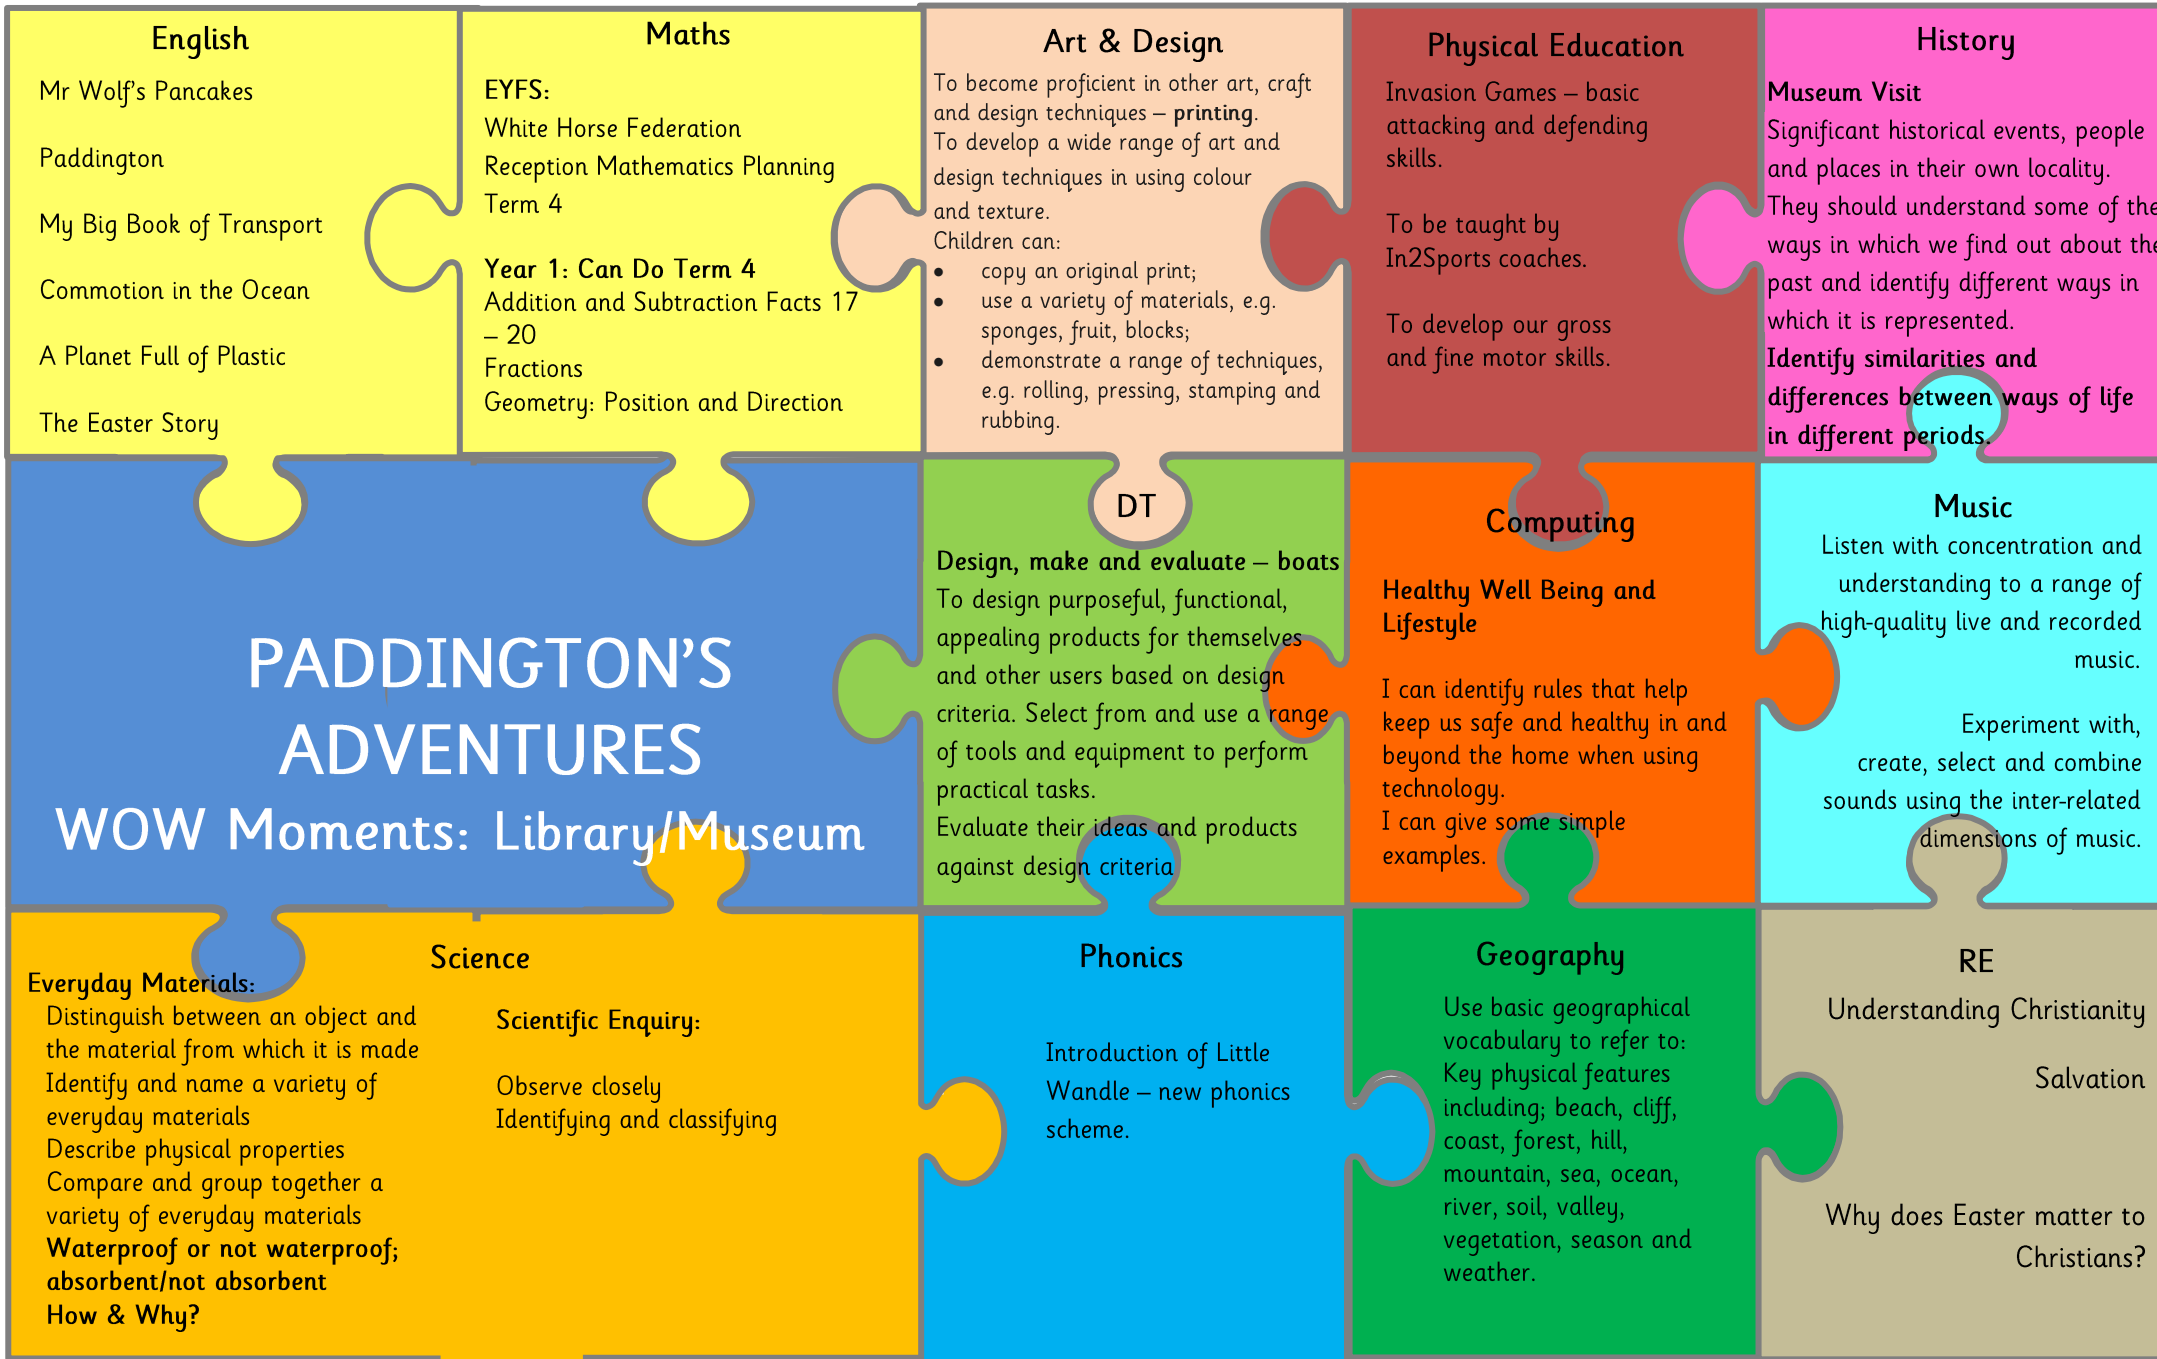 English
Mr Wolf's Pancakes
Paddington
My Big Book of Transport
Commotion in the Ocean
A Planet Full of Plastic
The Easter Story
Maths
EYFS:
White Horse Federation
Reception Mathematics Planning
Term 4
Year 1: Can Do Term 4
Addition and Subtraction Facts 17
– 20
Fractions
Geometry: Position and Direction
Art & Design
To become proficient in other art, craft
and design techniques – printing.
To develop a wide range of art and
design techniques in using colour
and texture.
Children can:
• copy an original print;
• use a variety of materials, e.g.
sponges, fruit, blocks;
• demonstrate a range of techniques,
e.g. rolling, pressing, stamping and
rubbing.
Physical Education
Invasion Games – basic
attacking and defending
skills.
To be taught by
In2Sports coaches.
To develop our gross
and fine motor skills.
History
Museum Visit
Significant historical events, people
and places in their own locality.
They should understand some of the
ways in which we find out about the
past and identify different ways in
which it is represented.
Identify similarities and
differences between ways of life
in different periods.
PADDINGTON'S
ADVENTURES
WOW Moments: Library/Museum
DT
Design, make and evaluate – boats
To design purposeful, functional,
appealing products for themselves
and other users based on design
criteria. Select from and use a range
of tools and equipment to perform
practical tasks.
Evaluate their ideas and products
against design criteria
Computing
Healthy Well Being and
Lifestyle
I can identify rules that help
keep us safe and healthy in and
beyond the home when using
technology.
I can give some simple
examples.
Music
Listen with concentration and
understanding to a range of
high-quality live and recorded
music.
Experiment with,
create, select and combine
sounds using the inter-related
dimensions of music.
Science
Everyday Materials:
Distinguish between an object and
the material from which it is made
Identify and name a variety of
everyday materials
Describe physical properties
Compare and group together a
variety of everyday materials
Waterproof or not waterproof;
absorbent/not absorbent
How & Why?
Scientific Enquiry:
Observe closely
Identifying and classifying
Phonics
Introduction of Little
Wandle – new phonics
scheme.
Geography
Use basic geographical
vocabulary to refer to:
Key physical features
including; beach, cliff,
coast, forest, hill,
mountain, sea, ocean,
river, soil, valley,
vegetation, season and
weather.
RE
Understanding Christianity
Salvation
Why does Easter matter to
Christians?